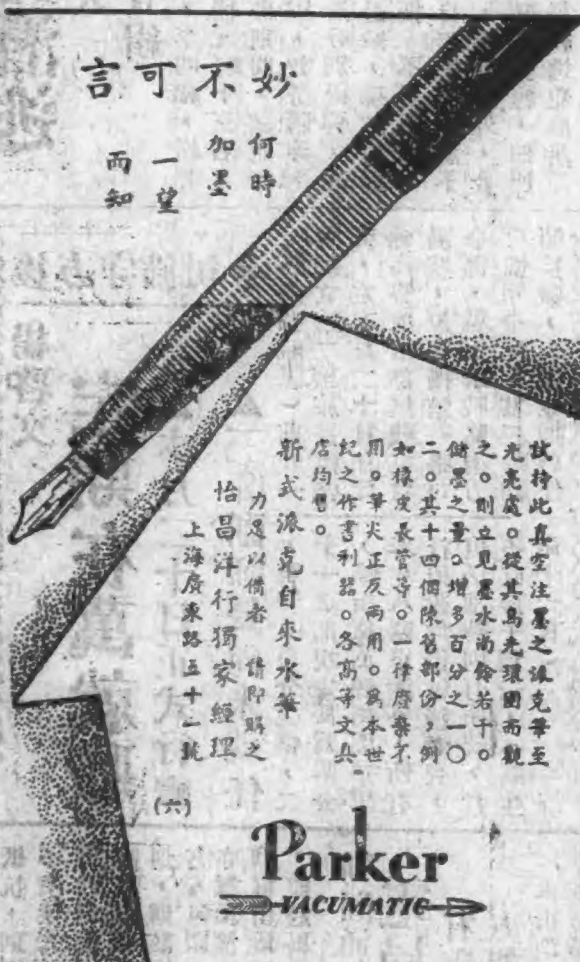 妙不可言
何時
加墨
一望
而知
試持此真空注墨之派克筆至
光亮處。從其烏光環圈而觀
之。則立見墨水尚餘若干。
儲墨之量。增多百分之一〇
二。其十四個陳舊部份，例
如橡皮長管等。一律廢棄不
用。筆尖正反兩用。為本世
紀之作書利器。各高等文具
店均售。
新式派克自來水筆
力足以備者 請即購之
怡昌洋行獨家經理
上海廣東路五十一號
(六)
Parker
VACUMATIC